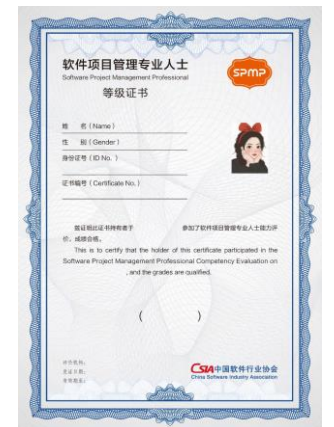 软件项目管理专业人士
SPMP
Software Project Management Professional
等级证书
姓 名(Name)
性 别(Gender)
身份证号(ID No.)
证书编号(Certificate No.)
兹证明此证书持有者于 参加了软件项目管理专业人士能力评
价,成绩合格。
This is to certify that the holder of this certificate participated in the
Software Project Management Professional Competency Evaluation on
, and the grades are qualified.
( )
发证日期:
CSIA中国软件行业协会
China Software Industry Association